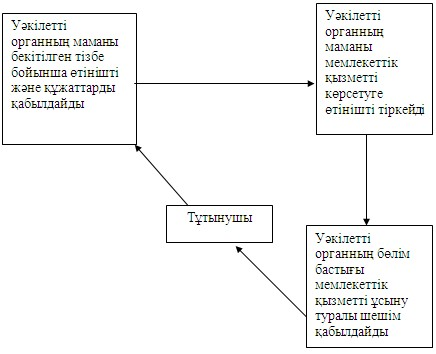 Уәкілетті
органның маманы
бекітілген тізбе
бойынша өтінішті
және құжаттарды
қабылдайды
Уәкілетті
органның
маманы
мемлекеттік
қызметті
көрсетуге
өтінішті тіркейді
Тұтынушы
Уәкілетті
органның бөлім
бастығы
мемлекеттік
қызметті ұсыну
туралы шешім
қабылдайды